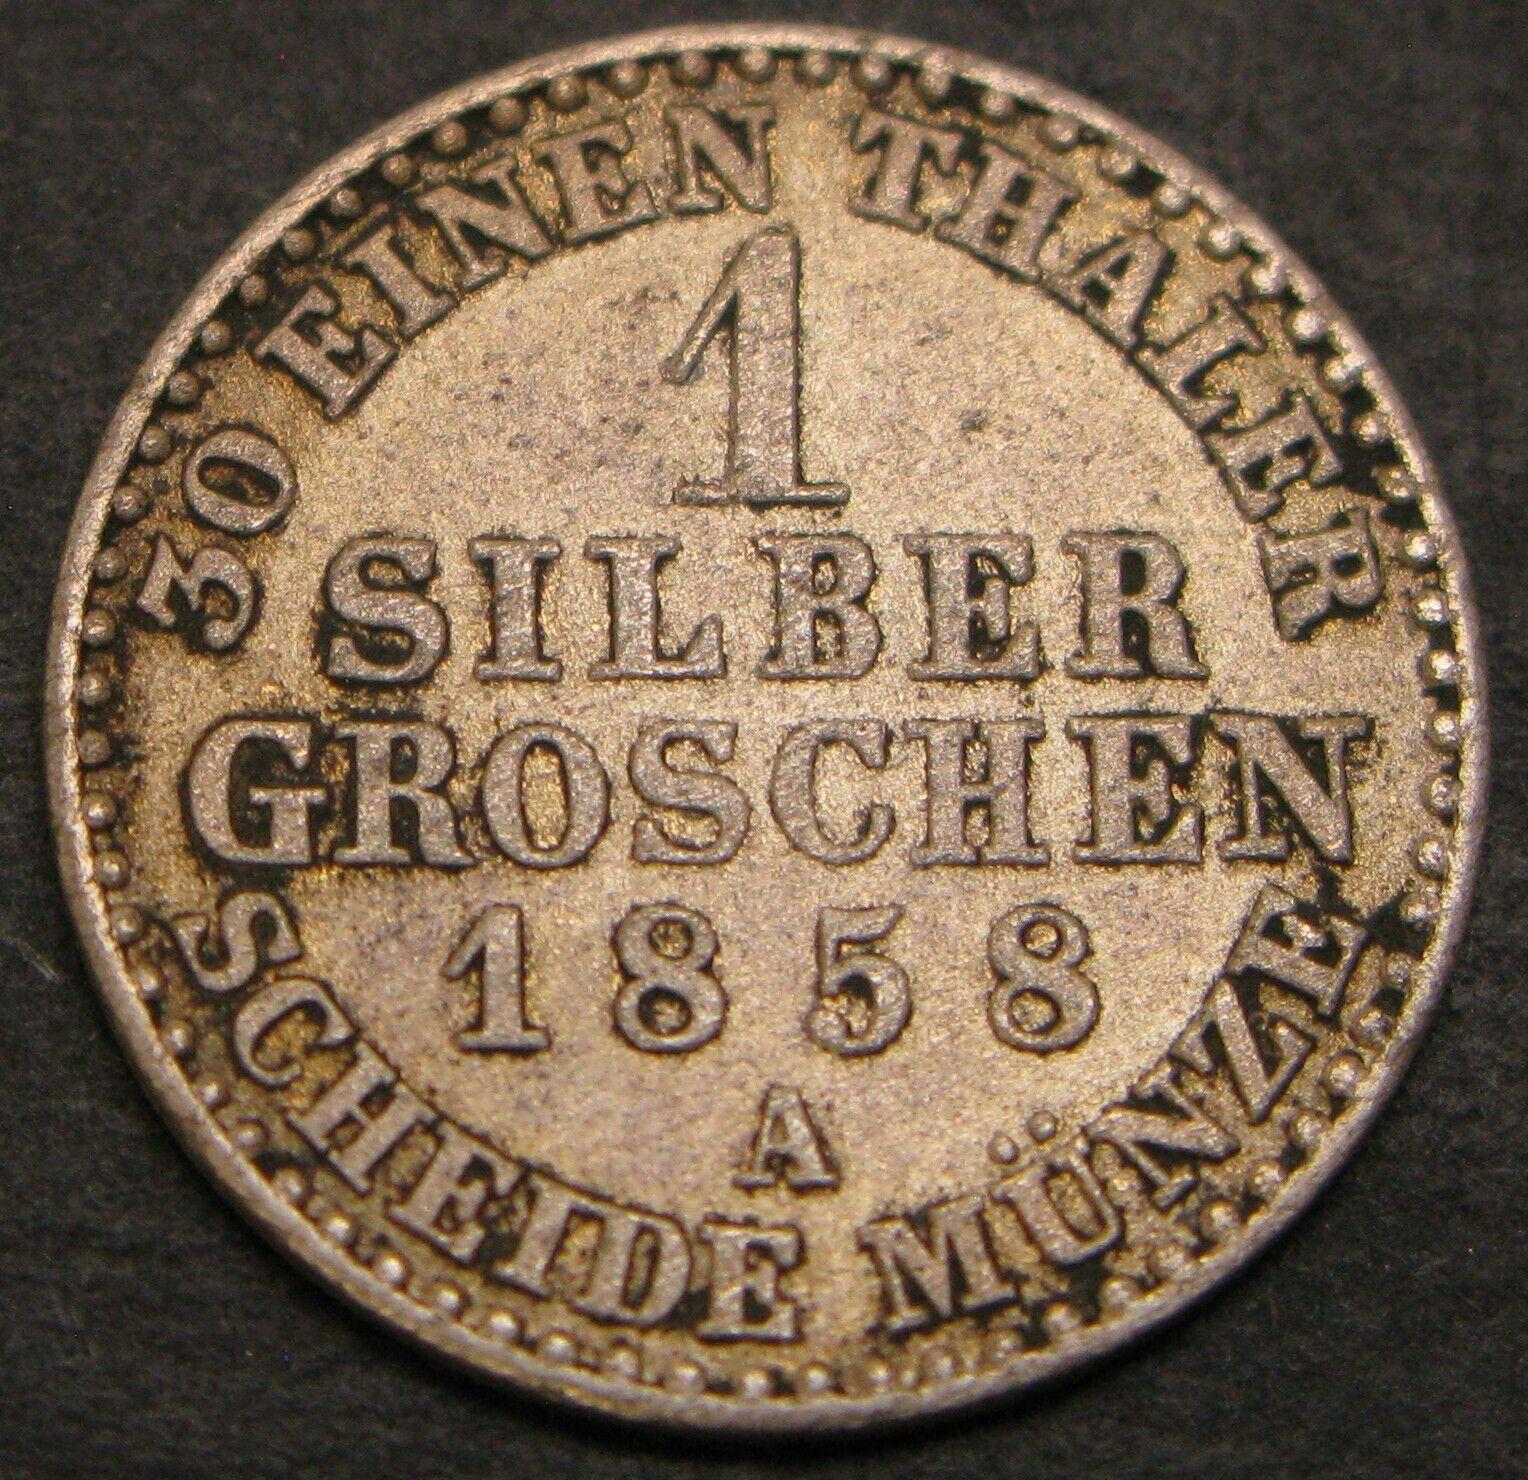 30 EINEN THALER
1
SILBER
GROSCHEN
1858
A
SCHEIDE MÜNZE